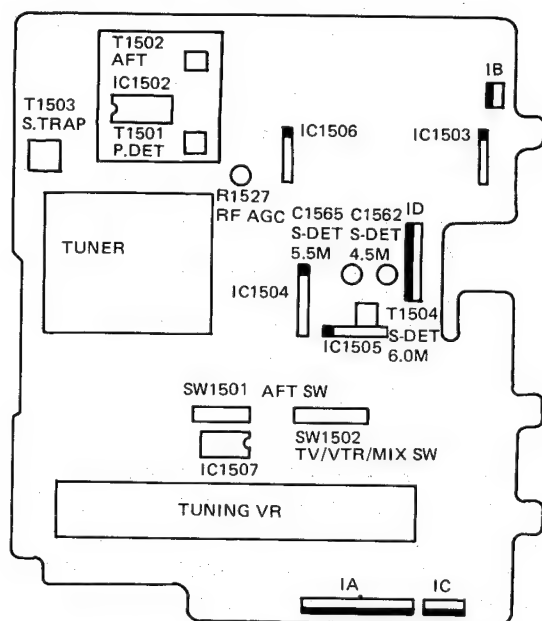 T1502
AFT
IC1502
T1501
P.DET
T1503
S.TRAP
IB
IC1506
IC1503
R1527
RF AGC
C1565
S-DET
5.5M
C1562
S-DET
4.5M
ID
TUNER
IC1504
T1504
S-DET
6.0M
IC1505
SW1501
AFT SW
SW1502
TV/VTR/MIX SW
IC1507
TUNING VR
IA
IC